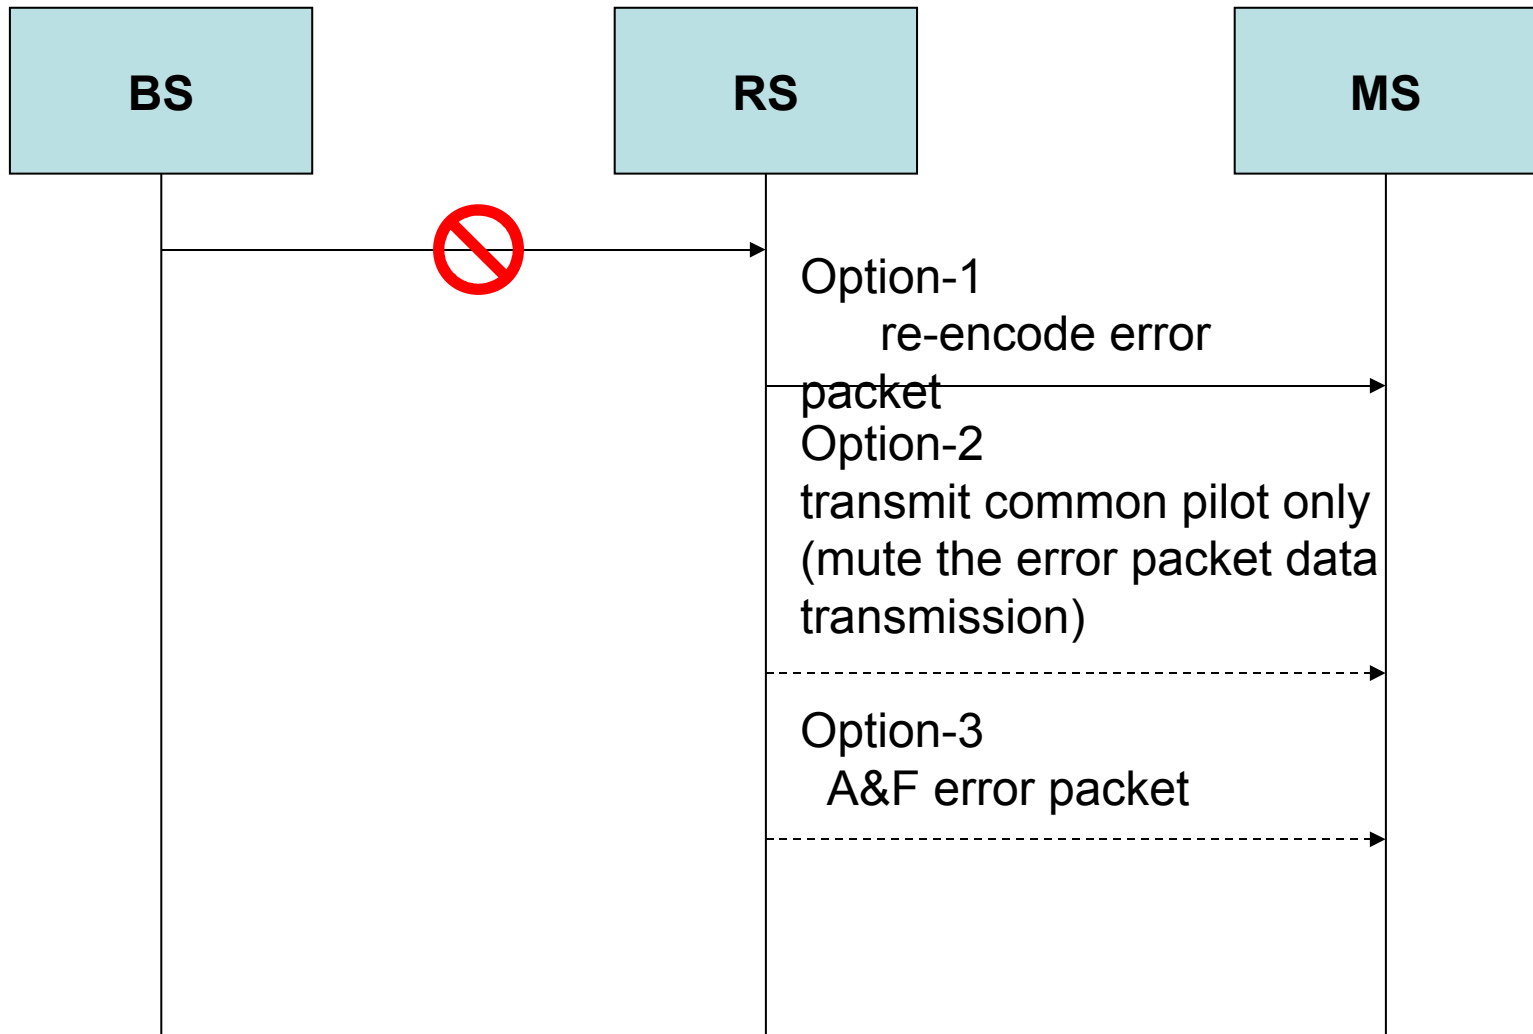 BS
RS
MS
Option-1
re-encode error
packet
Option-2
transmit common pilot only
(mute the error packet data
transmission)
Option-3
A&F error packet